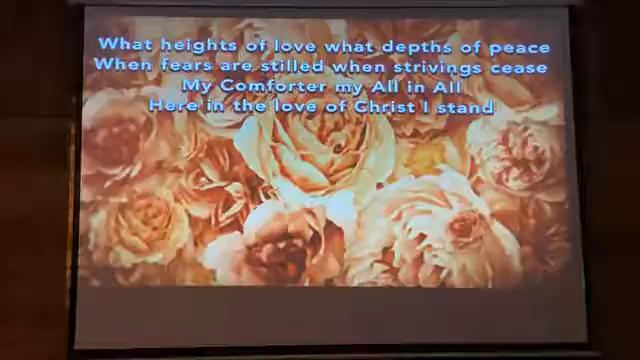 What heights of love what depths of peace
When fears are stilled when strivings cease
My Comforter my All in All
Here in the love of Christ I stand